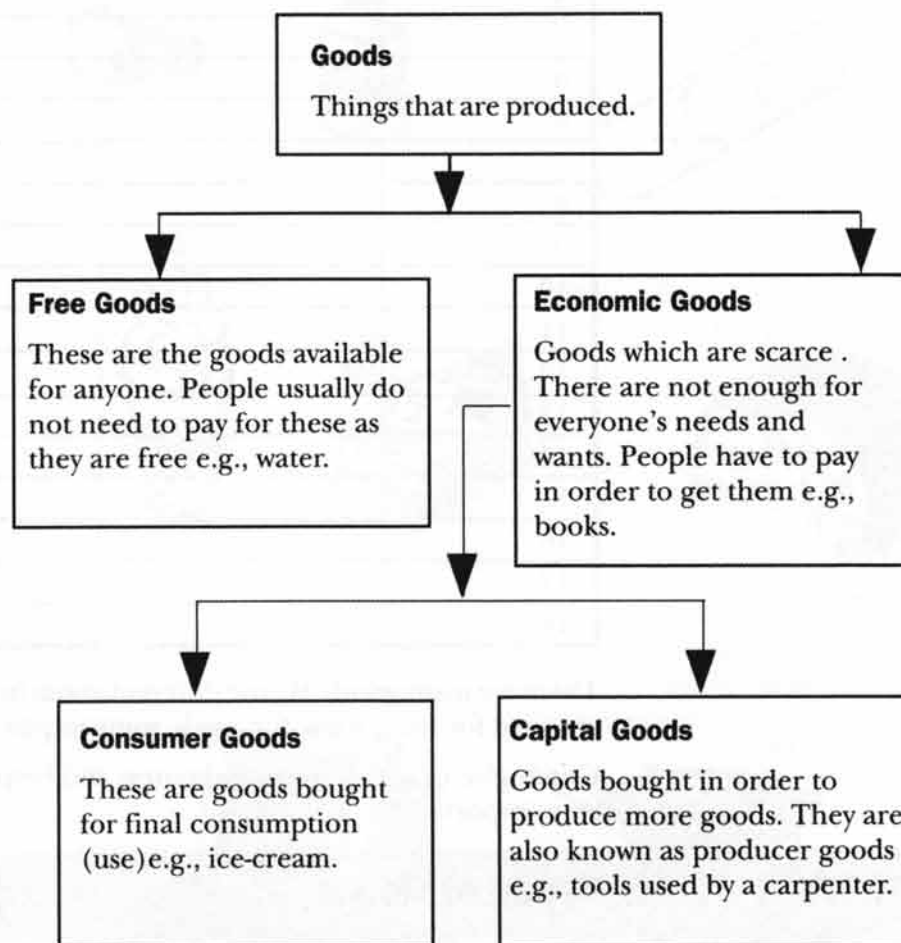 Goods
Things that are produced.
Free Goods
These are the goods available
for anyone. People usually do
not need to pay for these as
they are free e.g., water.
Economic Goods
Goods which are scarce .
There are not enough for
everyone's needs and
wants. People have to pay
in order to get them e.g.,
books.
Consumer Goods
These are goods bought
for final consumption
(use)e.g., ice-cream.
Capital Goods
Goods bought in order to
produce more goods. They are
also known as producer goods
e.g., tools used by a carpenter.